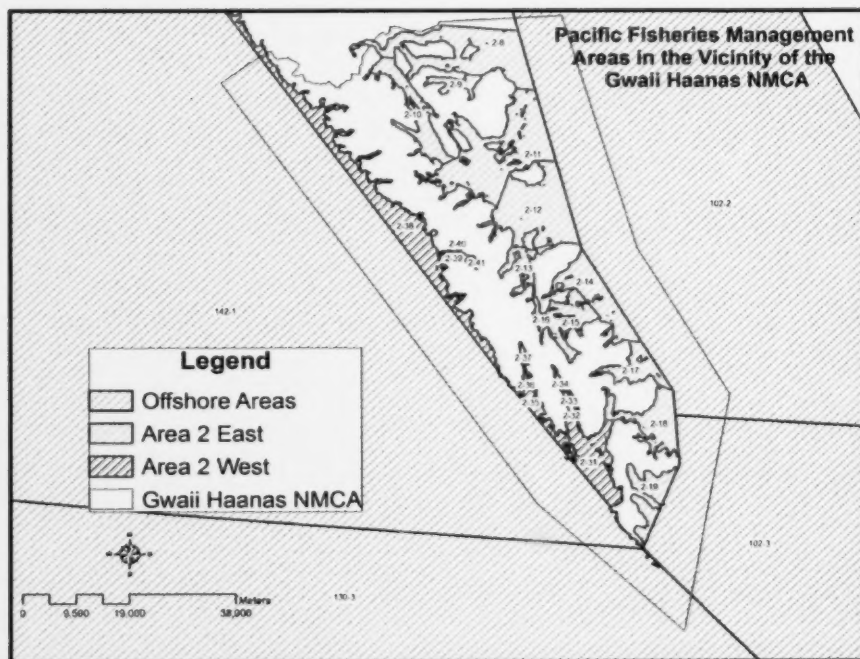 Pacific Fisheries Management
Areas in the Vicinity of the
Gwaii Haanas NMCA
2-8
2-9
2-10
2-11
2-12
102-2
2-38
2-40
2-39
2-41
2-13
2-14
142-1
2-16
2-15
2-37
2-17
2-36
2-34
2-35
2-33
2-32
2-18
2-31
2-19
Legend
Offshore Areas
Area 2 East
Area 2 West
Gwaii Haanas NMCA
102-3
130-3
Meters
0 9,500 19,000 38,000